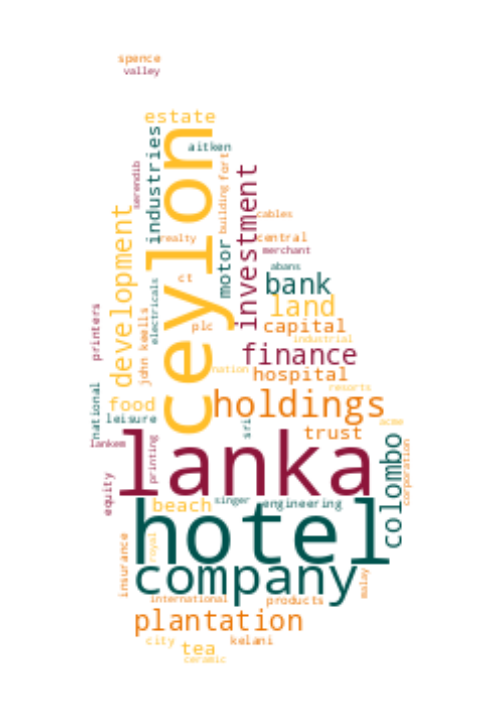 spence
valley
estate
ceylon
industries
aitken
serendib
building
fort
investment
cables
realty
central
merchant
development
motor
abans
bank
ct
electricals
land
printers
john keells
plc
capital
industrial
finance
nation
hospital
resorts
national
food
holdings
leisure
sri
acme
trust
lankem
printing
lanka
colombo
corporation
equity
beach
singer
engineering
hotel
insurance
royal
company
malay
international
products
plantation
city
kelani
tea
ceramic